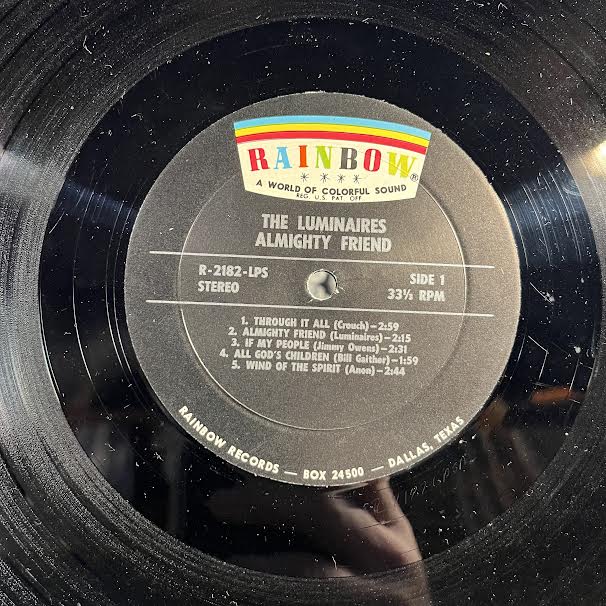 RAINBOW®
A WORLD OF COLORFUL SOUND
REG. U.S. PAT. OFF
THE LUMINAIRES
ALMIGHTY FRIEND
R-2182-LPS SIDE 1
STEREO 33⅓ RPM
1. THROUGH IT ALL (Crouch)—2:59
2. ALMIGHTY FRIEND (Luminaires)—2:15
3. IF MY PEOPLE (Jimmy Owens)—2:31
4. ALL GOD'S CHILDREN (Bill Gaither)—1:59
5. WIND OF THE SPIRIT (Anon)—2:44
RAINBOW RECORDS — BOX 24500 — DALLAS, TEXAS